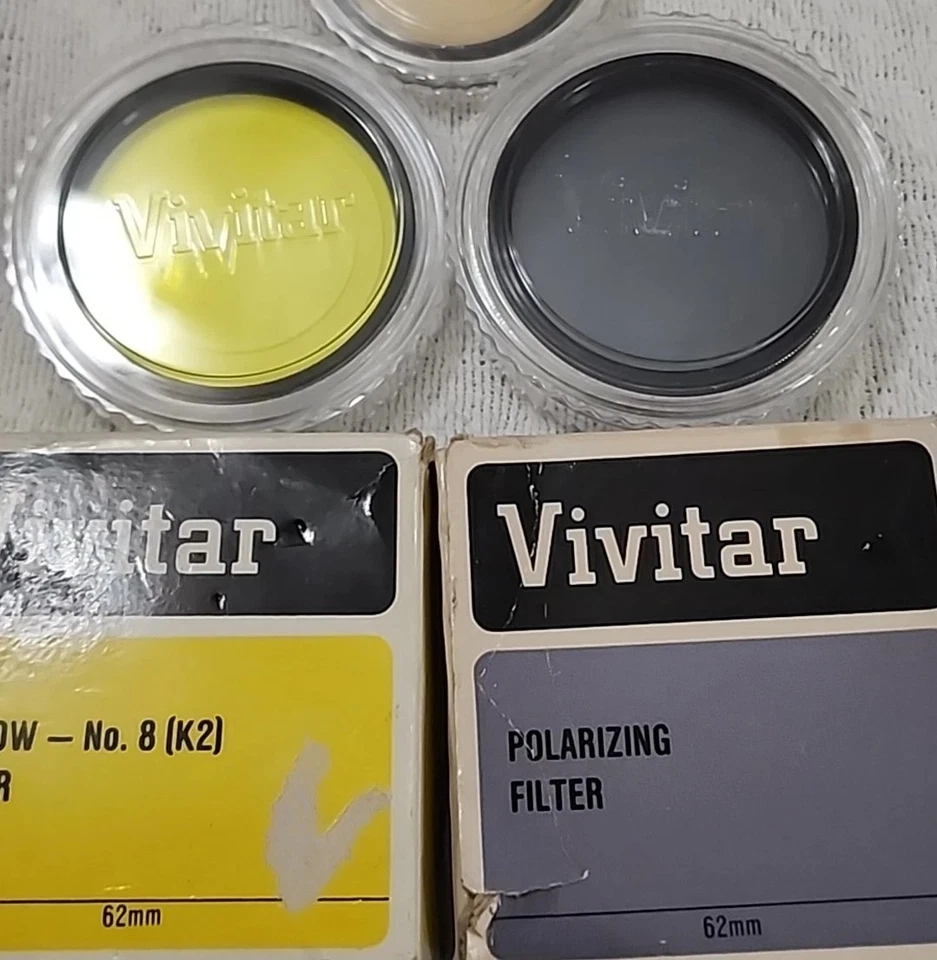 Vivitar
Vivitar
ivitar
Vivitar
OW – No. 8 (K2)
R
62mm
POLARIZING
FILTER
62mm